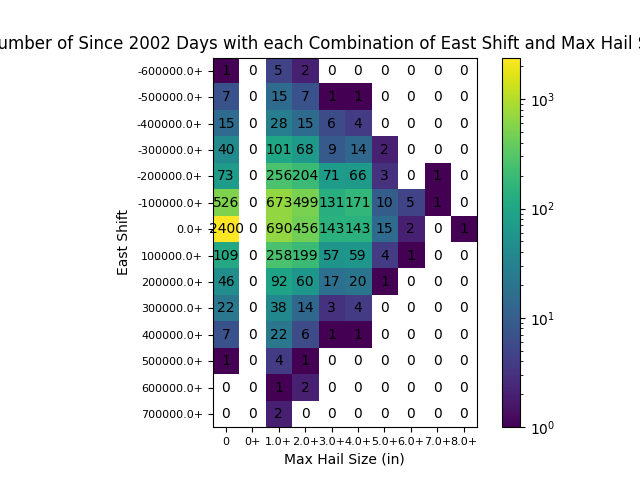 umber of Since 2002 Days with each Combination of East Shift and Max Hail S
-600000.0+ 1 0 5 2 0 0 0 0 0 0
-500000.0+ 7 0 15 7 1 1 0 0 0 0
-400000.0+ 15 0 28 15 6 4 0 0 0 0
-300000.0+ 40 0 101 68 9 14 2 0 0 0
-200000.0+ 73 0 256 204 71 66 3 0 1 0
-100000.0+ 526 0 673 499 131 171 10 5 1 0
0.0+ 2400 0 690 456 143 143 15 2 0 1
100000.0+ 109 0 258 199 57 59 4 1 0 0
200000.0+ 46 0 92 60 17 20 1 0 0 0
300000.0+ 22 0 38 14 3 4 0 0 0 0
400000.0+ 7 0 22 6 1 1 0 0 0 0
500000.0+ 1 0 4 1 0 0 0 0 0 0
600000.0+ 0 0 1 2 0 0 0 0 0 0
700000.0+ 0 0 2 0 0 0 0 0 0 0
0 0+ 1.0+ 2.0+ 3.0+ 4.0+ 5.0+ 6.0+ 7.0+ 8.0+
Max Hail Size (in)
East Shift
10³
10²
10¹
10⁰